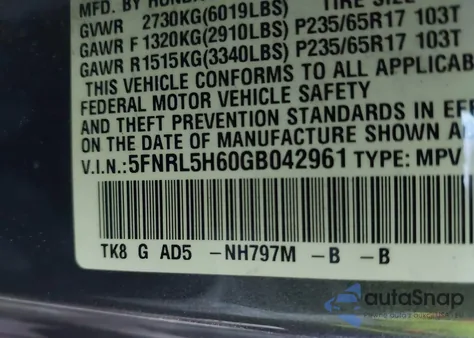 MFD. BY HONDA TIRE SIZE
GVWR 2730KG(6019LBS)
GAWR F 1320KG(2910LBS) P235/65R17 103T
GAWR R1515KG(3340LBS) P235/65R17 103T
THIS VEHICLE CONFORMS TO ALL APPLICAB
FEDERAL MOTOR VEHICLE SAFETY
AND THEFT PREVENTION STANDARDS IN EF
ON THE DATE OF MANUFACTURE SHOWN A
V.I.N.: 5FNRL5H60GB042961 TYPE: MPV
TK8 G AD5 -NH797M -B -B
autaSnap